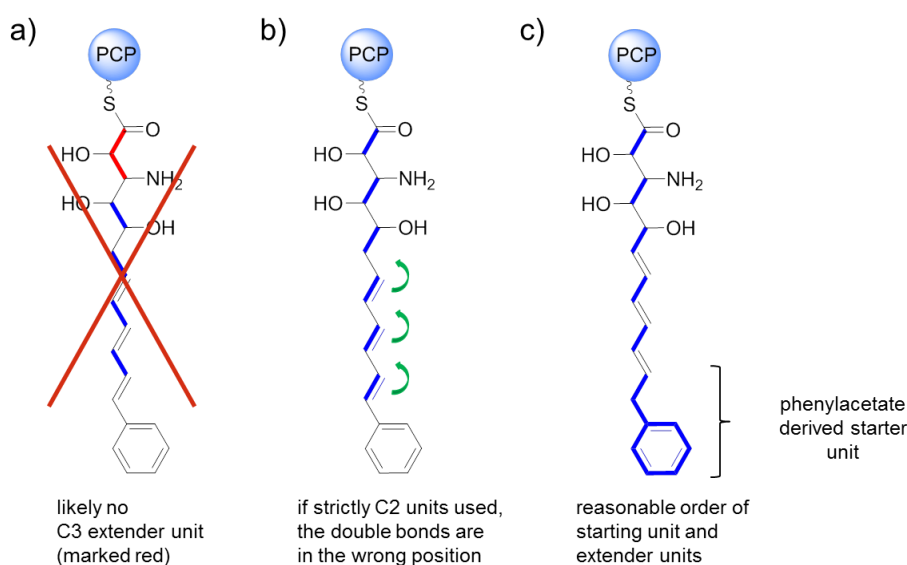 a)
PCP
S
O
HO
NH2
HO
OH
likely no
C3 extender unit
(marked red)
b)
PCP
S
O
HO
NH2
HO
OH
if strictly C2 units used,
the double bonds are
in the wrong position
c)
PCP
S
O
HO
NH2
HO
OH
reasonable order of
starting unit and
extender units
phenylacetate
derived starter
unit